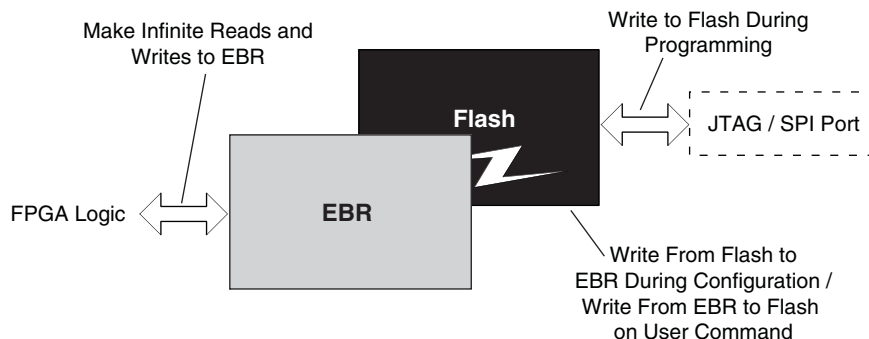 Make Infinite Reads and
Writes to EBR
Write to Flash During
Programming
Flash
JTAG / SPI Port
FPGA Logic
EBR
Write From Flash to
EBR During Configuration /
Write From EBR to Flash
on User Command